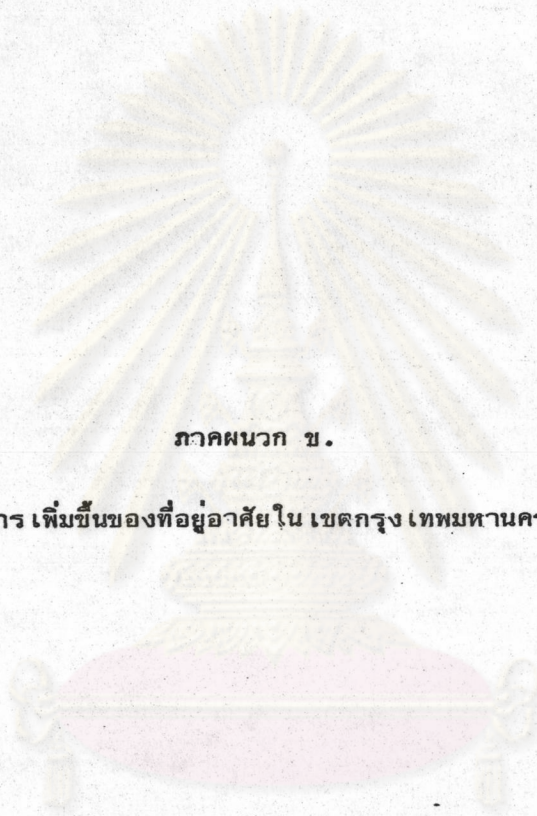 ภาคผนวก ข.
การ เพิ่มขึ้นของที่อยู่อาศัยใน เขตกรุง เทพมหานคร